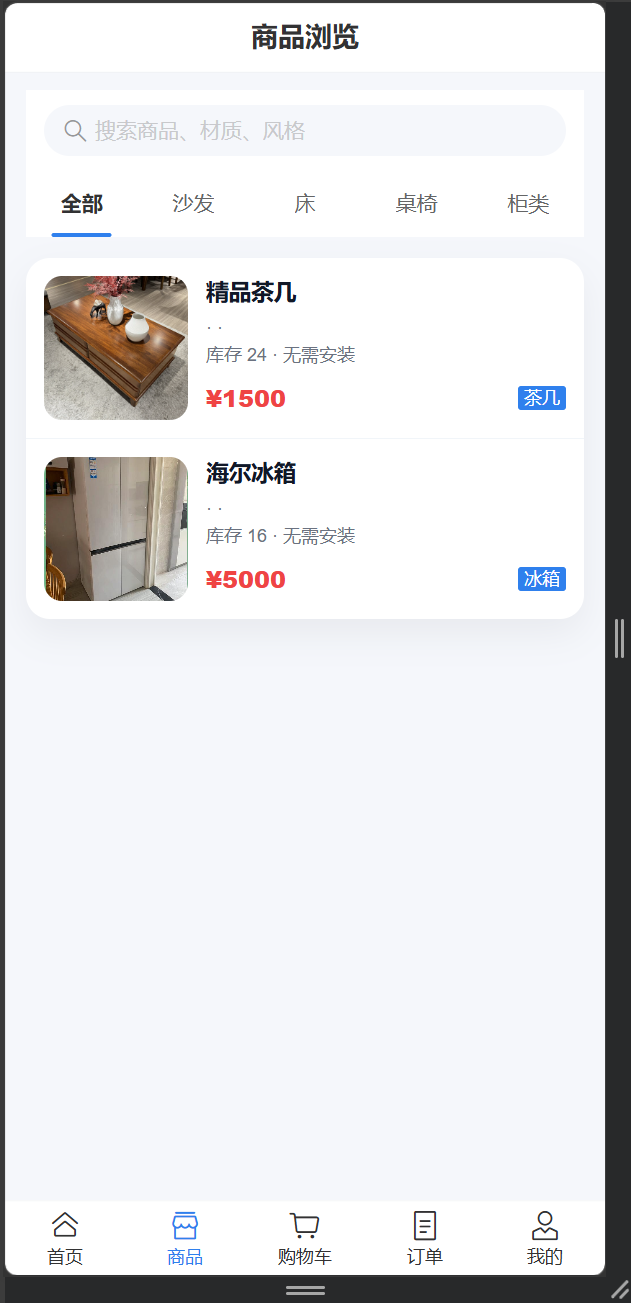 商品浏览
搜索商品、材质、风格
全部 沙发 床 桌椅 柜类
精品茶几
· ·
库存 24 · 无需安装
¥1500 茶几
海尔冰箱
· ·
库存 16 · 无需安装
¥5000 冰箱
首页 商品 购物车 订单 我的